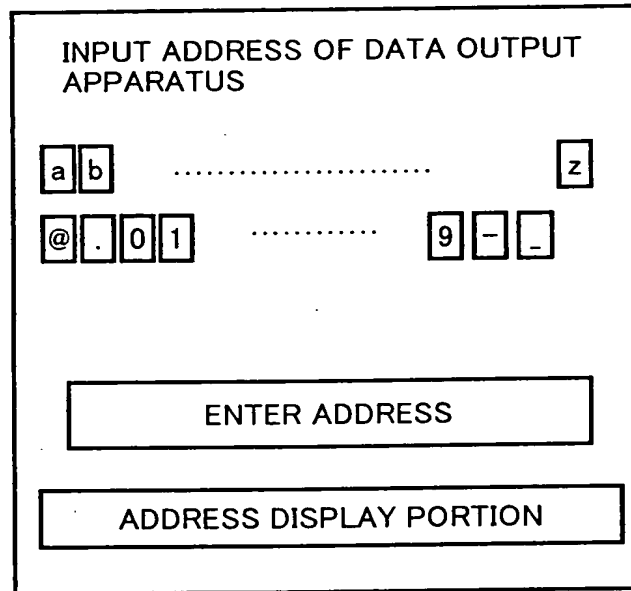 INPUT ADDRESS OF DATA OUTPUT
APPARATUS
a b ........................ z
@ . 0 1 ............ 9 - _
ENTER ADDRESS
ADDRESS DISPLAY PORTION